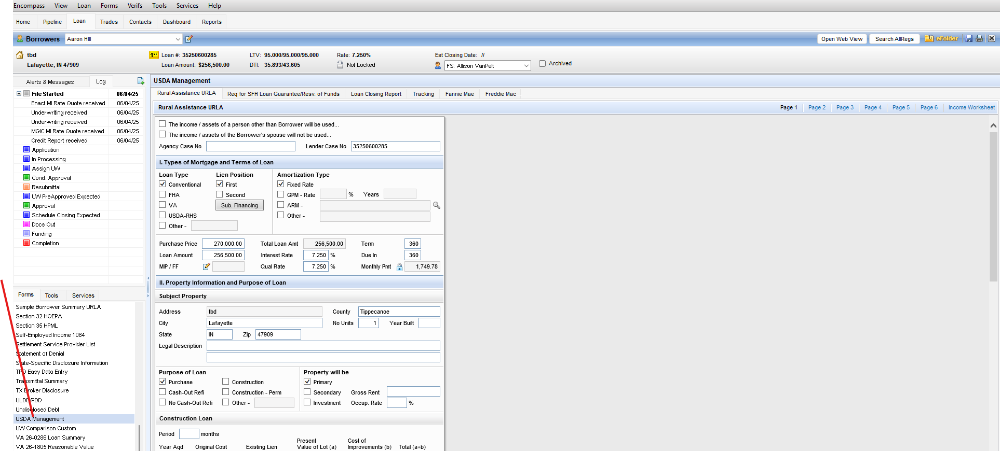 Encompass View Loan Forms Verifs Tools Services Help
Home Pipeline Loan Trades Contacts Dashboard Reports
Borrowers Aaron HIll Open Web View Search AllRegs eFolder
tbd 1st Loan #: 35250600285 LTV: 95.000/95.000/95.000 Rate: 7.250% Est Closing Date: //
Lafayette, IN 47909 Loan Amount: $256,500.00 DTI: 35.893/43.605 Not Locked FS: Allison VanPelt Archived
Alerts & Messages Log
File Started 06/04/25
Enact MI Rate Quote received 06/04/25
Underwriting received 06/04/25
Underwriting received 06/04/25
MGIC MI Rate Quote received 06/04/25
Credit Report received 06/04/25
Application
In Processing
Assign UW
Cond. Approval
Resubmittal
UW PreApproved Expected
Approval
Schedule Closing Expected
Docs Out
Funding
Completion
Forms Tools Services
Sample Borrower Summary URLA
Section 32 HOEPA
Section 35 HPML
Self-Employed Income 1084
Settlement Service Provider List
Statement of Denial
State-Specific Disclosure Information
TPO Easy Data Entry
Transmittal Summary
TX Broker Disclosure
ULDD/PDD
Undisclosed Debt
USDA Management
UW Comparison Custom
VA 26-0286 Loan Summary
VA 26-1805 Reasonable Value
USDA Management
Rural Assistance URLA Req for SFH Loan Guarantee/Resv. of Funds Loan Closing Report Tracking Fannie Mae Freddie Mac
Rural Assistance URLA Page 1 Page 2 Page 3 Page 4 Page 5 Page 6 Income Worksheet
The income / assets of a person other than Borrower will be used...
The income / assets of the Borrower's spouse will not be used...
Agency Case No Lender Case No 35250600285
I. Types of Mortgage and Terms of Loan
Loan Type Lien Position Amortization Type
Conventional First Fixed Rate
FHA Second GPM - Rate % Years
VA Sub. Financing ARM -
USDA-RHS Other -
Other -
Purchase Price 270,000.00 Total Loan Amt 256,500.00 Term 360
Loan Amount 256,500.00 Interest Rate 7.250 % Due In 360
MIP / FF Qual Rate 7.250 % Monthly Pmt 1,749.78
II. Property Information and Purpose of Loan
Subject Property
Address tbd County Tippecanoe
City Lafayette No Units 1 Year Built
State IN Zip 47909
Legal Description
Purpose of Loan Property will be
Purchase Construction Primary
Cash-Out Refi Construction - Perm Secondary Gross Rent
No Cash-Out Refi Other - Investment Occup. Rate %
Construction Loan
Period months
Present Cost of
Year Aqd Original Cost Existing Lien Value of Lot (a) Improvements (b) Total (a+b)